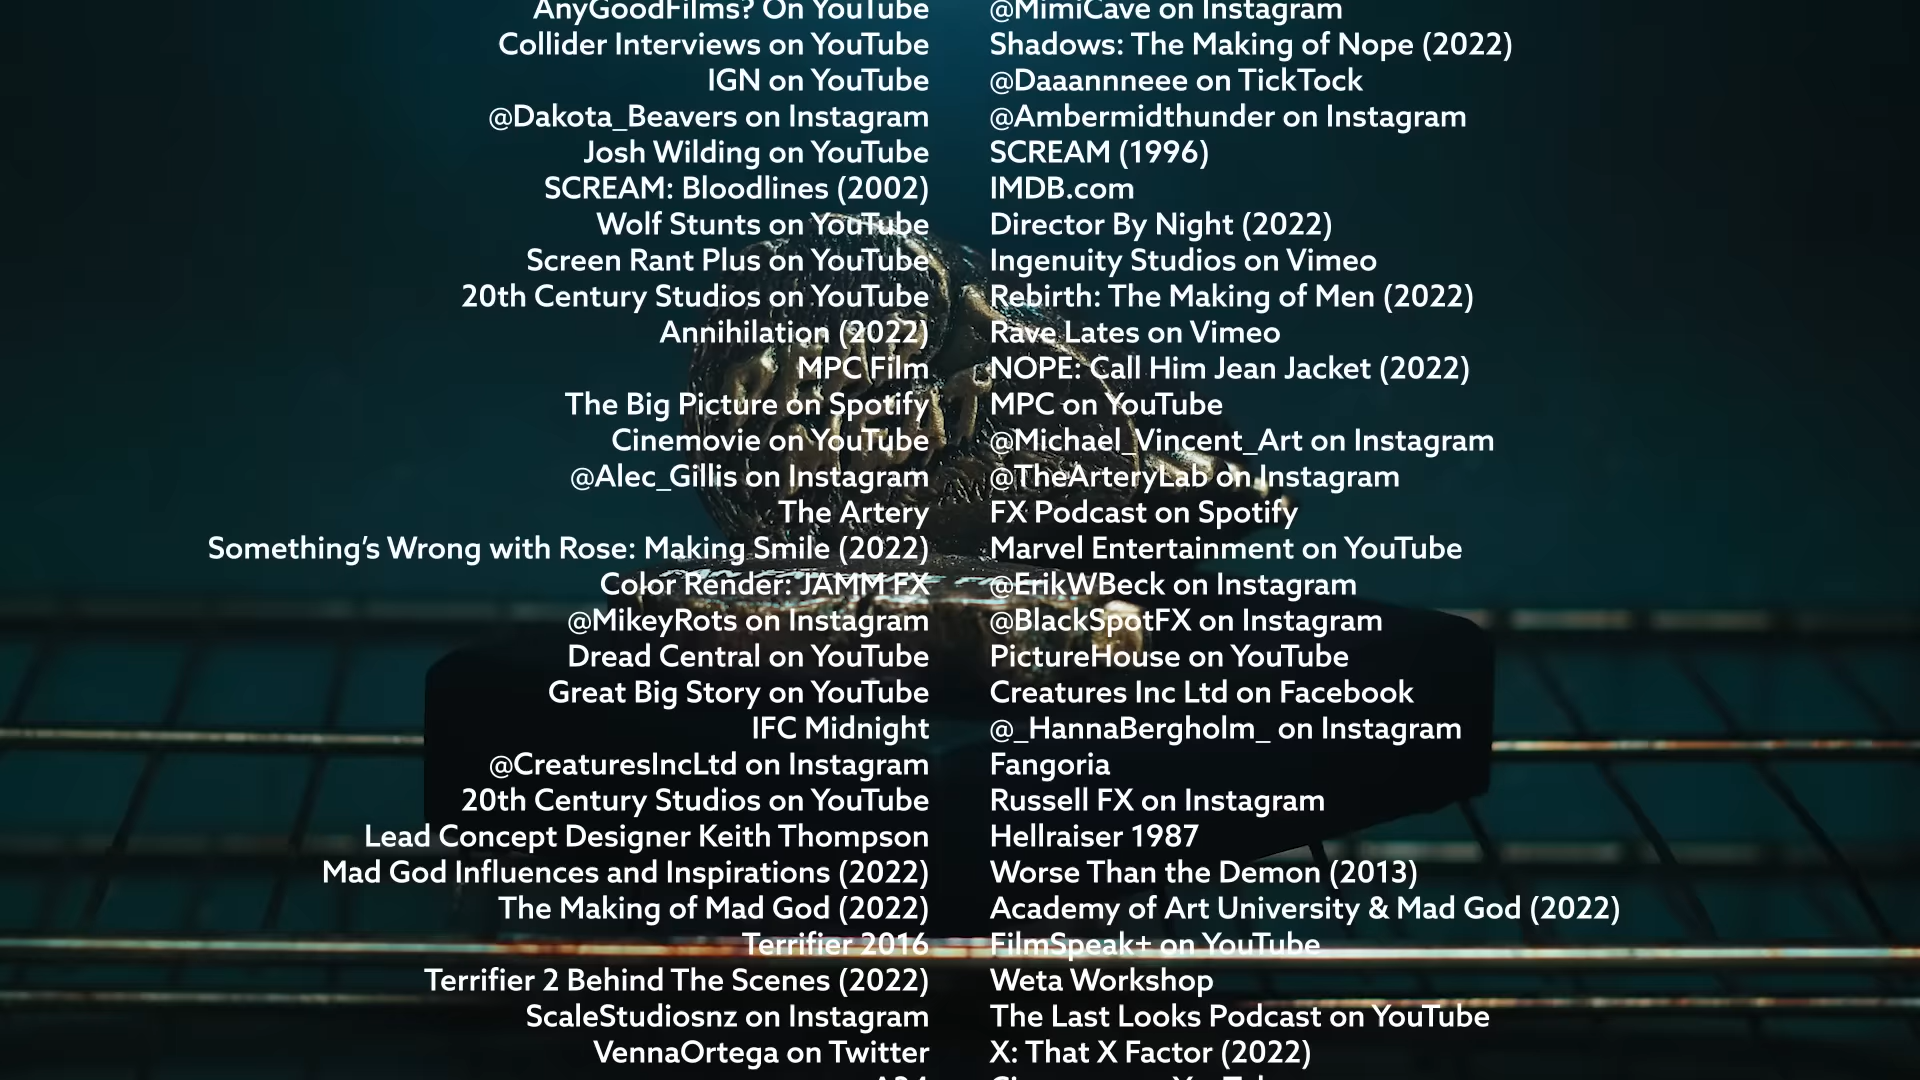 AnyGoodFilms? On YouTube @MimiCave on Instagram
Collider Interviews on YouTube Shadows: The Making of Nope (2022)
IGN on YouTube @Daaannneee on TickTock
@Dakota_Beavers on Instagram @Ambermidthunder on Instagram
Josh Wilding on YouTube SCREAM (1996)
SCREAM: Bloodlines (2002) IMDB.com
Wolf Stunts on YouTube Director By Night (2022)
Screen Rant Plus on YouTube Ingenuity Studios on Vimeo
20th Century Studios on YouTube Rebirth: The Making of Men (2022)
Annihilation (2022) Rave Lates on Vimeo
MPC Film NOPE: Call Him Jean Jacket (2022)
The Big Picture on Spotify MPC on YouTube
Cinemovie on YouTube @Michael_Vincent_Art on Instagram
@Alec_Gillis on Instagram @TheArteryLab on Instagram
The Artery FX Podcast on Spotify
Something's Wrong with Rose: Making Smile (2022) Marvel Entertainment on YouTube
Color Render: JAMM FX @ErikWBeck on Instagram
@MikeyRots on Instagram @BlackSpotFX on Instagram
Dread Central on YouTube PictureHouse on YouTube
Great Big Story on YouTube Creatures Inc Ltd on Facebook
IFC Midnight @_HannaBergholm_ on Instagram
@CreaturesIncLtd on Instagram Fangoria
20th Century Studios on YouTube Russell FX on Instagram
Lead Concept Designer Keith Thompson Hellraiser 1987
Mad God Influences and Inspirations (2022) Worse Than the Demon (2013)
The Making of Mad God (2022) Academy of Art University & Mad God (2022)
Terrifier 2016 FilmSpeak+ on YouTube
Terrifier 2 Behind The Scenes (2022) Weta Workshop
ScaleStudiosnz on Instagram The Last Looks Podcast on YouTube
VennaOrtega on Twitter X: That X Factor (2022)